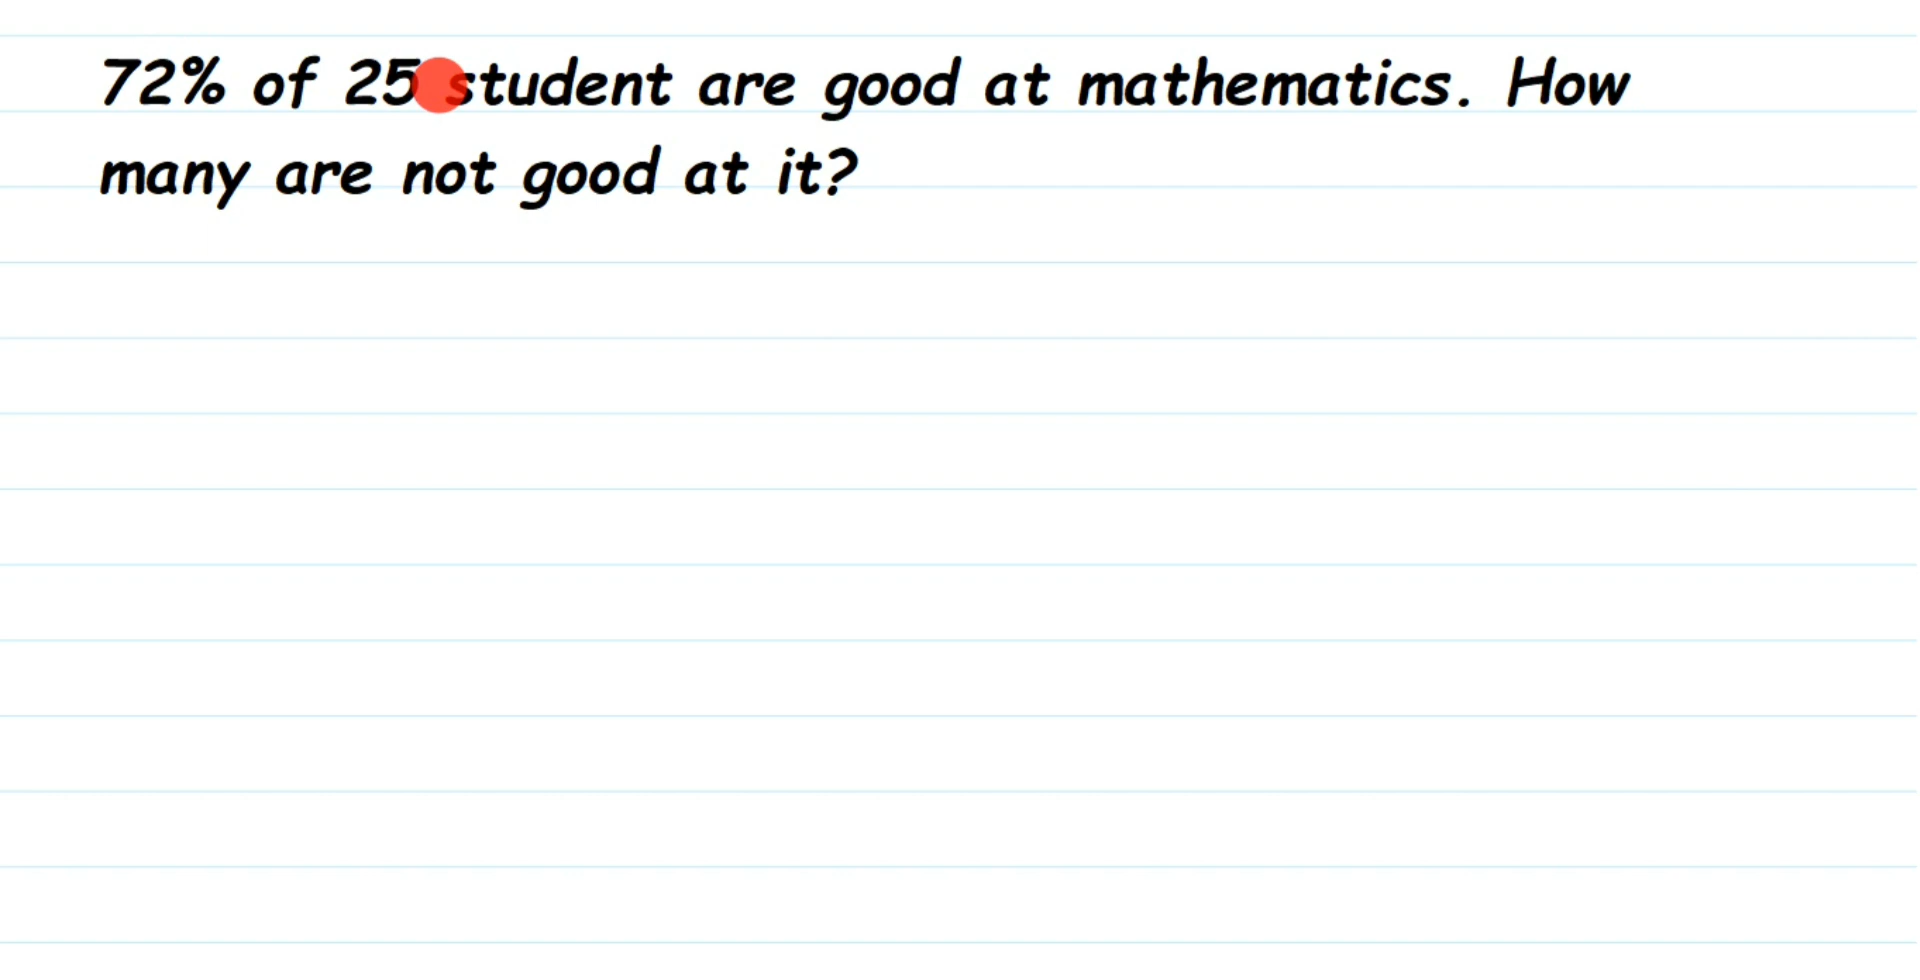 72% of 25 student are good at mathematics. How
many are not good at it?